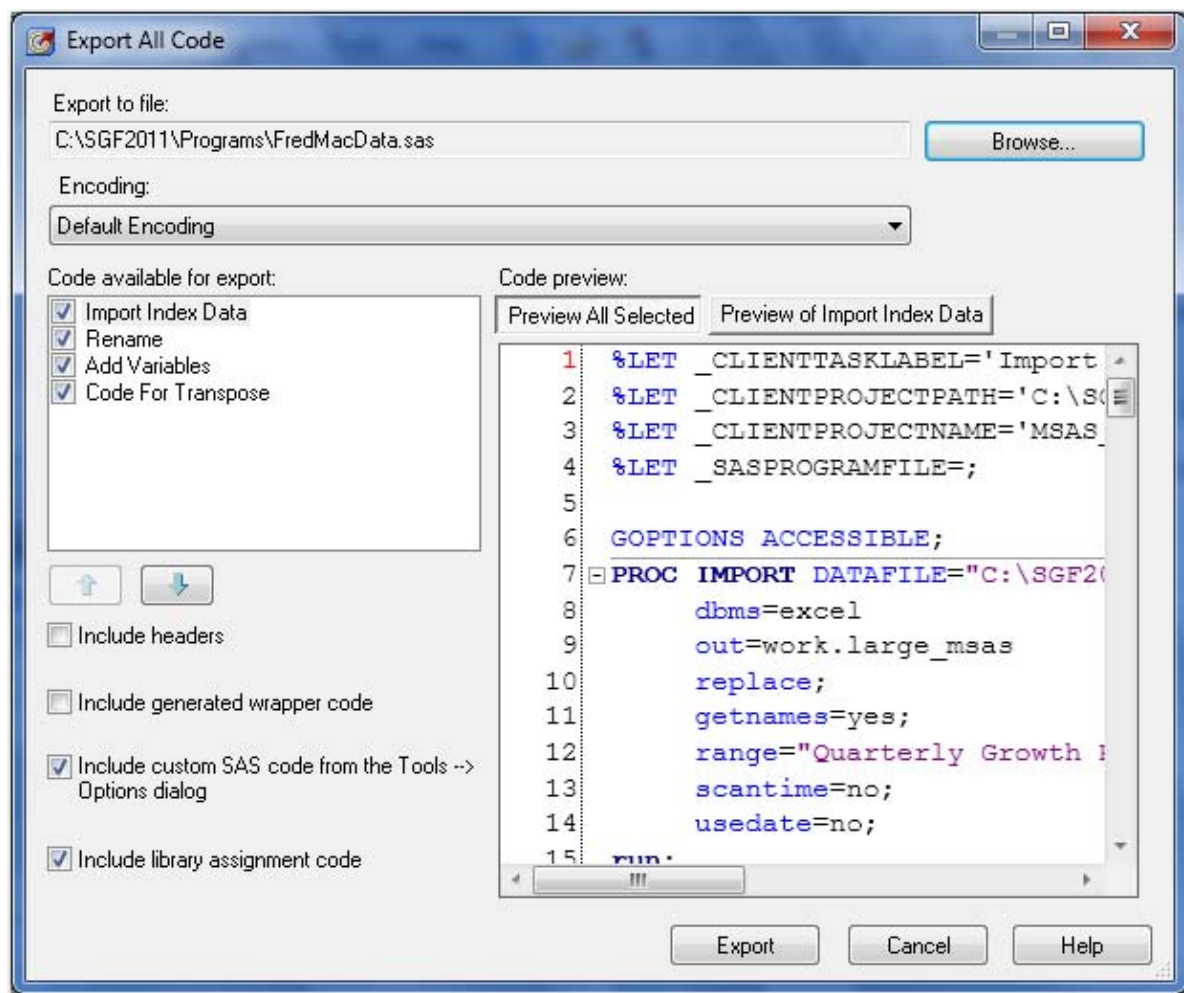 Export All Code
Export to file:
C:\SGF2011\Programs\FredMacData.sas
Browse...
Encoding:
Default Encoding
Code available for export:
Import Index Data
Rename
Add Variables
Code For Transpose
Include headers
Include generated wrapper code
Include custom SAS code from the Tools -->
Options dialog
Include library assignment code
Code preview:
Preview All Selected
Preview of Import Index Data
1 %LET _CLIENTTASKLABEL='Import
2 %LET _CLIENTPROJECTPATH='C:\SG
3 %LET _CLIENTPROJECTNAME='MSAS_
4 %LET _SASPROGRAMFILE=;
5
6 GOPTIONS ACCESSIBLE;
7 PROC IMPORT DATAFILE="C:\SGF20
8 dbms=excel
9 out=work.large_msas
10 replace;
11 getnames=yes;
12 range="Quarterly Growth
13 scantime=no;
14 usedate=no;
15 run;
Export
Cancel
Help